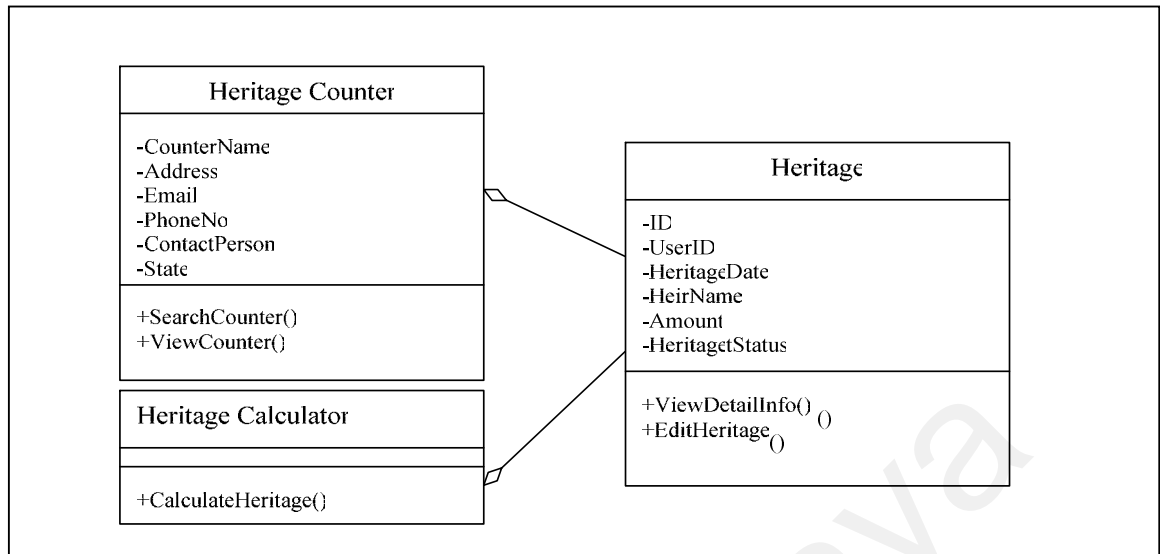 Heritage Counter
-CounterName
-Address
-Email
-PhoneNo
-ContactPerson
-State
+SearchCounter()
+ViewCounter()
Heritage Calculator
+CalculateHeritage()
Heritage
-ID
-UserID
-HeritageDate
-HeirName
-Amount
-HeritagetStatus
+ViewDetailInfo()
()
+EditHeritage
()
va